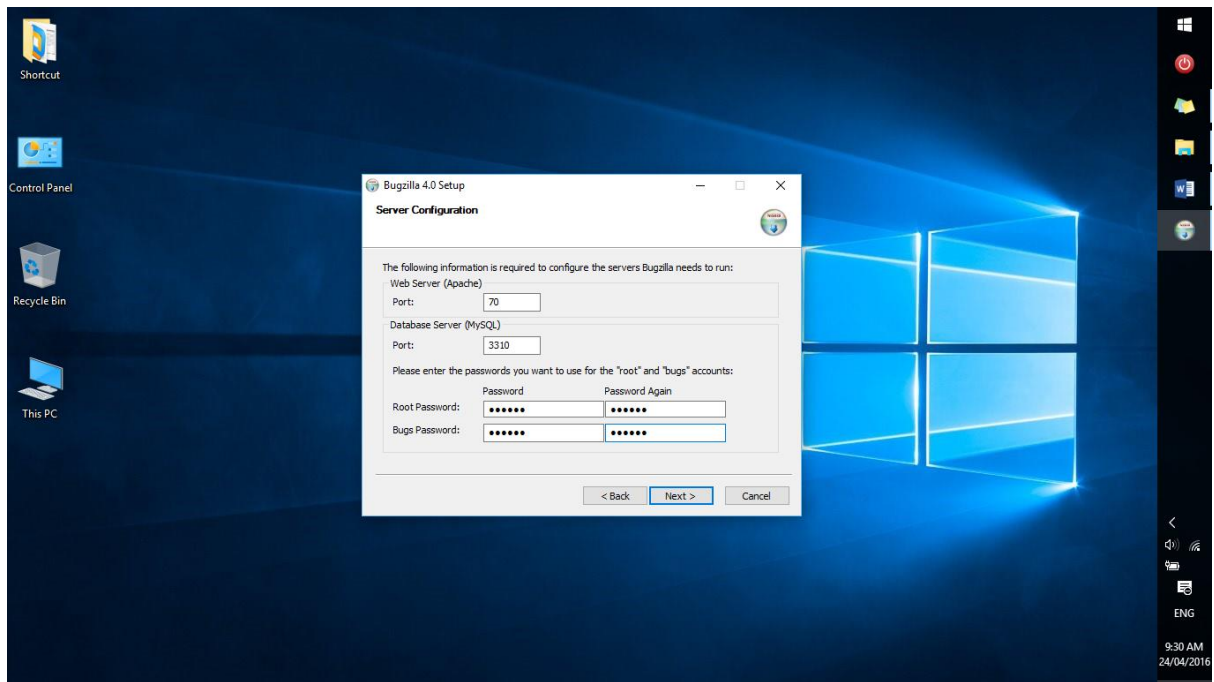 Shortcut
Control Panel
Recycle Bin
This PC
Bugzilla 4.0 Setup
Server Configuration
The following information is required to configure the servers Bugzilla needs to run:
Web Server (Apache)
Port: 70
Database Server (MySQL)
Port: 3310
Please enter the passwords you want to use for the "root" and "bugs" accounts:
Password Password Again
Root Password: ●●●●●● ●●●●●●
Bugs Password: ●●●●●● ●●●●●●
< Back Next > Cancel
ENG
9:30 AM
24/04/2016